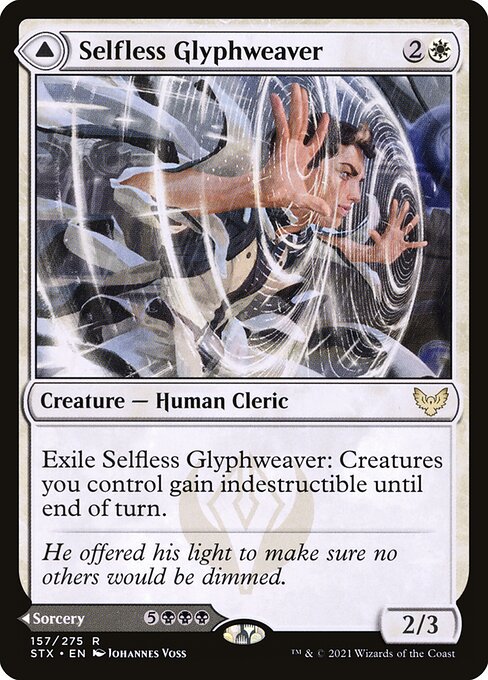 Selfless Glyphweaver 2
Creature — Human Cleric
Exile Selfless Glyphweaver: Creatures
you control gain indestructible until
end of turn.
He offered his light to make sure no
others would be dimmed.
Sorcery 5
2/3
157/275 R
STX • EN Johannes Voss
™ & © 2021 Wizards of the Coast